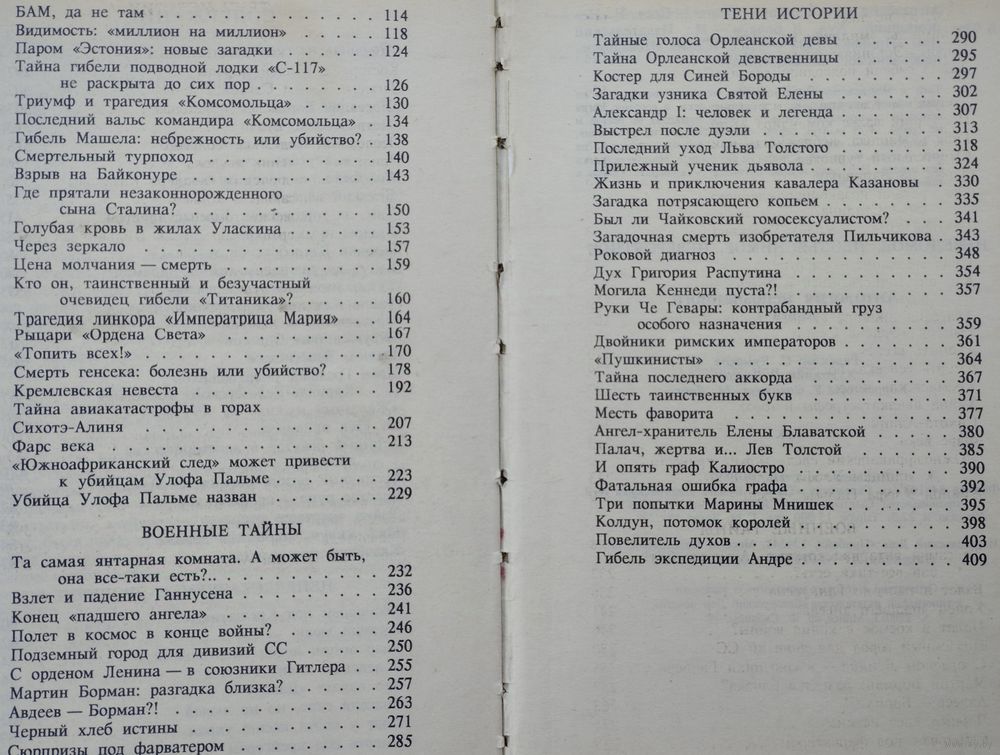 БАМ, да не там . . . . . . . . . . . . 114
Видимость: «миллион на миллион» . . . . . 118
Паром «Эстония»: новые загадки . . . . . . 124
Тайна гибели подводной лодки «С-117»
не раскрыта до сих пор . . . . . . . . 126
Триумф и трагедия «Комсомольца» . . . . . 130
Последний вальс командира «Комсомольца» . 134
Гибель Машела: небрежность или убийство? . 138
Смертельный турпоход . . . . . . . . . . 140
Взрыв на Байконуре . . . . . . . . . . . 143
Где прятали незаконнорожденного
сына Сталина? . . . . . . . . . . . 150
Голубая кровь в жилах Уласкина . . . . . . 153
Через зеркало . . . . . . . . . . . . . 157
Цена молчания — смерть . . . . . . . . . 159
Кто он, таинственный и безучастный
очевидец гибели «Титаника»? . . . . . 160
Трагедия линкора «Императрица Мария» . . 164
Рыцари «Ордена Света» . . . . . . . . . 167
«Топить всех!» . . . . . . . . . . . . . 170
Смерть генсека: болезнь или убийство? . . . 178
Кремлевская невеста . . . . . . . . . . . 192
Тайна авиакатастрофы в горах
Сихотэ-Алиня . . . . . . . . . . . . . 207
Фарс века . . . . . . . . . . . . . . . 213
«Южноафриканский след» может привести
к убийцам Улофа Пальме . . . . . . . 223
Убийца Улофа Пальме назван . . . . . . . 229
ВОЕННЫЕ ТАЙНЫ
Та самая янтарная комната. А может быть,
она все-таки есть?.. . . . . . . . . . 232
Взлет и падение Ганнусена . . . . . . . . 236
Конец «падшего ангела» . . . . . . . . . 241
Полет в космос в конце войны? . . . . . . 246
Подземный город для дивизий СС . . . . . 250
С орденом Ленина — в союзники Гитлера . . 255
Мартин Борман: разгадка близка? . . . . . . 257
Авдеев — Борман?! . . . . . . . . . . . 263
Черный хлеб истины . . . . . . . . . . . 271
Сюрпризы под фарватером . . . . . . . . 285
ТЕНИ ИСТОРИИ
Тайные голоса Орлеанской девы . . . . . . 290
Тайна Орлеанской девственницы . . . . . . 295
Костер для Синей Бороды . . . . . . . . 297
Загадки узника Святой Елены . . . . . . . 302
Александр I: человек и легенда . . . . . . . 307
Выстрел после дуэли . . . . . . . . . . . 313
Последний уход Льва Толстого . . . . . . . 318
Прилежный ученик дьявола . . . . . . . . 324
Жизнь и приключения кавалера Казановы . 330
Загадка потрясающего копьем . . . . . . . 335
Был ли Чайковский гомосексуалистом? . . . 341
Загадочная смерть изобретателя Пильчикова . 343
Роковой диагноз . . . . . . . . . . . . 348
Дух Григория Распутина . . . . . . . . . 354
Могила Кеннеди пуста?! . . . . . . . . . 357
Руки Че Гевары: контрабандный груз
особого назначения . . . . . . . . . 359
Двойники римских императоров . . . . . . 361
«Пушкинисты» . . . . . . . . . . . . . 364
Тайна последнего аккорда . . . . . . . . 367
Шесть таинственных букв . . . . . . . . . 371
Месть фаворита . . . . . . . . . . . . . 377
Ангел-хранитель Елены Блаватской . . . . . 380
Палач, жертва и... Лев Толстой . . . . . . 385
И опять граф Калиостро . . . . . . . . . 390
Фатальная ошибка графа . . . . . . . . . 392
Три попытки Марины Мнишек . . . . . . . 395
Колдун, потомок королей . . . . . . . . . 398
Повелитель духов . . . . . . . . . . . . 403
Гибель экспедиции Андре . . . . . . . . . 409